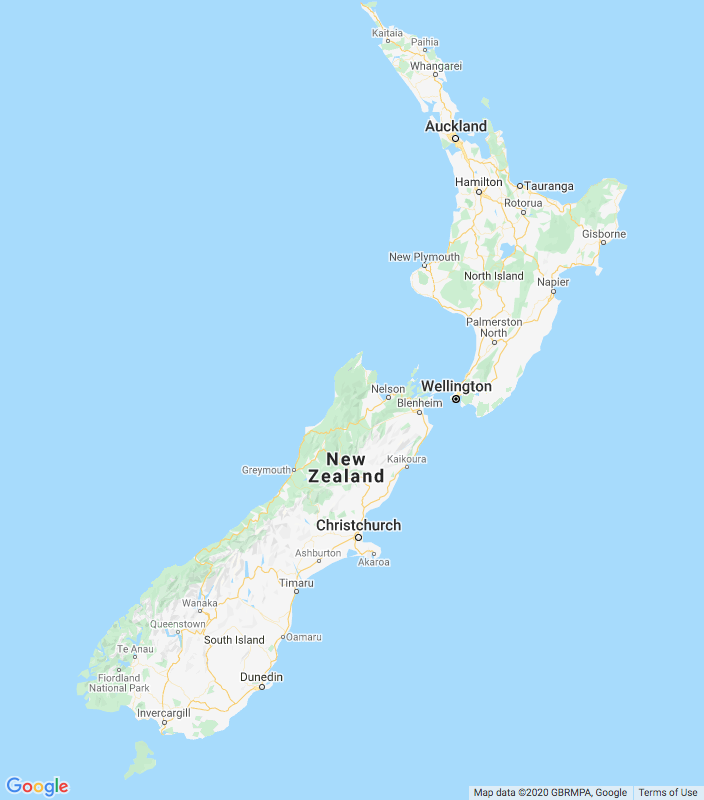 Kaitaia
Paihia
Whangarei
Auckland
Hamilton
Tauranga
Rotorua
Gisborne
New Plymouth
North Island
Napier
Palmerston
North
Wellington
Nelson
Blenheim
New
Zealand
Kaikoura
Greymouth
Christchurch
Ashburton
Akaroa
Timaru
Wanaka
Queenstown
South Island
Oamaru
Te Anau
Fiordland
National Park
Dunedin
Invercargill
Google
Map data ©2020 GBRMPA, Google
Terms of Use